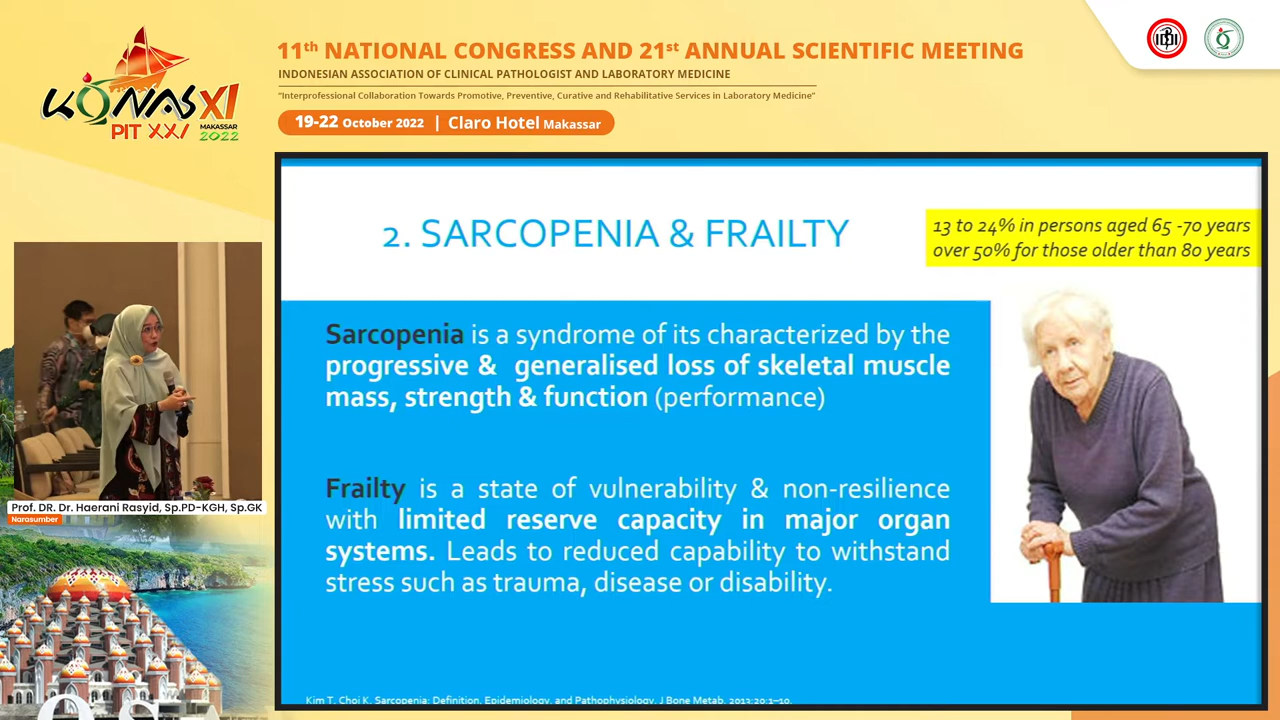 KONAS XI
PIT XXI
MAKASSAR
2022
11th NATIONAL CONGRESS AND 21st ANNUAL SCIENTIFIC MEETING
INDONESIAN ASSOCIATION OF CLINICAL PATHOLOGIST AND LABORATORY MEDICINE
"Interprofessional Collaboration Towards Promotive, Preventive, Curative and Rehabilitative Services in Laboratory Medicine"
19-22 October 2022 | Claro Hotel Makassar
2. SARCOPENIA & FRAILTY
13 to 24% in persons aged 65 -70 years
over 50% for those older than 80 years
Sarcopenia is a syndrome of its characterized by the
progressive & generalised loss of skeletal muscle
mass, strength & function (performance)
Frailty is a state of vulnerability & non-resilience
with limited reserve capacity in major organ
systems. Leads to reduced capability to withstand
stress such as trauma, disease or disability.
Kim T, Choi K. Sarcopenia: Definition, Epidemiology, and Pathophysiology. J Bone Metab. 2013;20:1–10.
Prof. DR. Dr. Haerani Rasyid, Sp.PD-KGH, Sp.GK
Narasumber